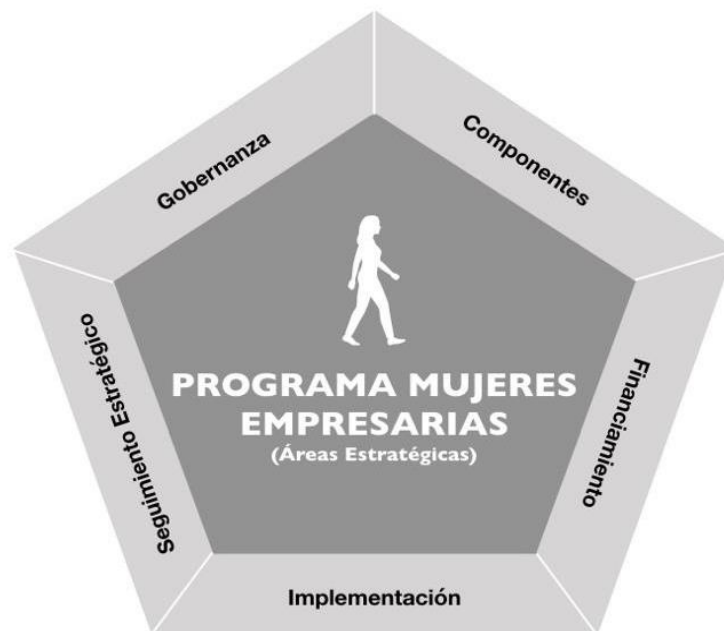 Gobernanza
Componentes
Seguimiento Estratégico
PROGRAMA MUJERES
EMPRESARIAS
(Áreas Estratégicas)
Financiamiento
Implementación